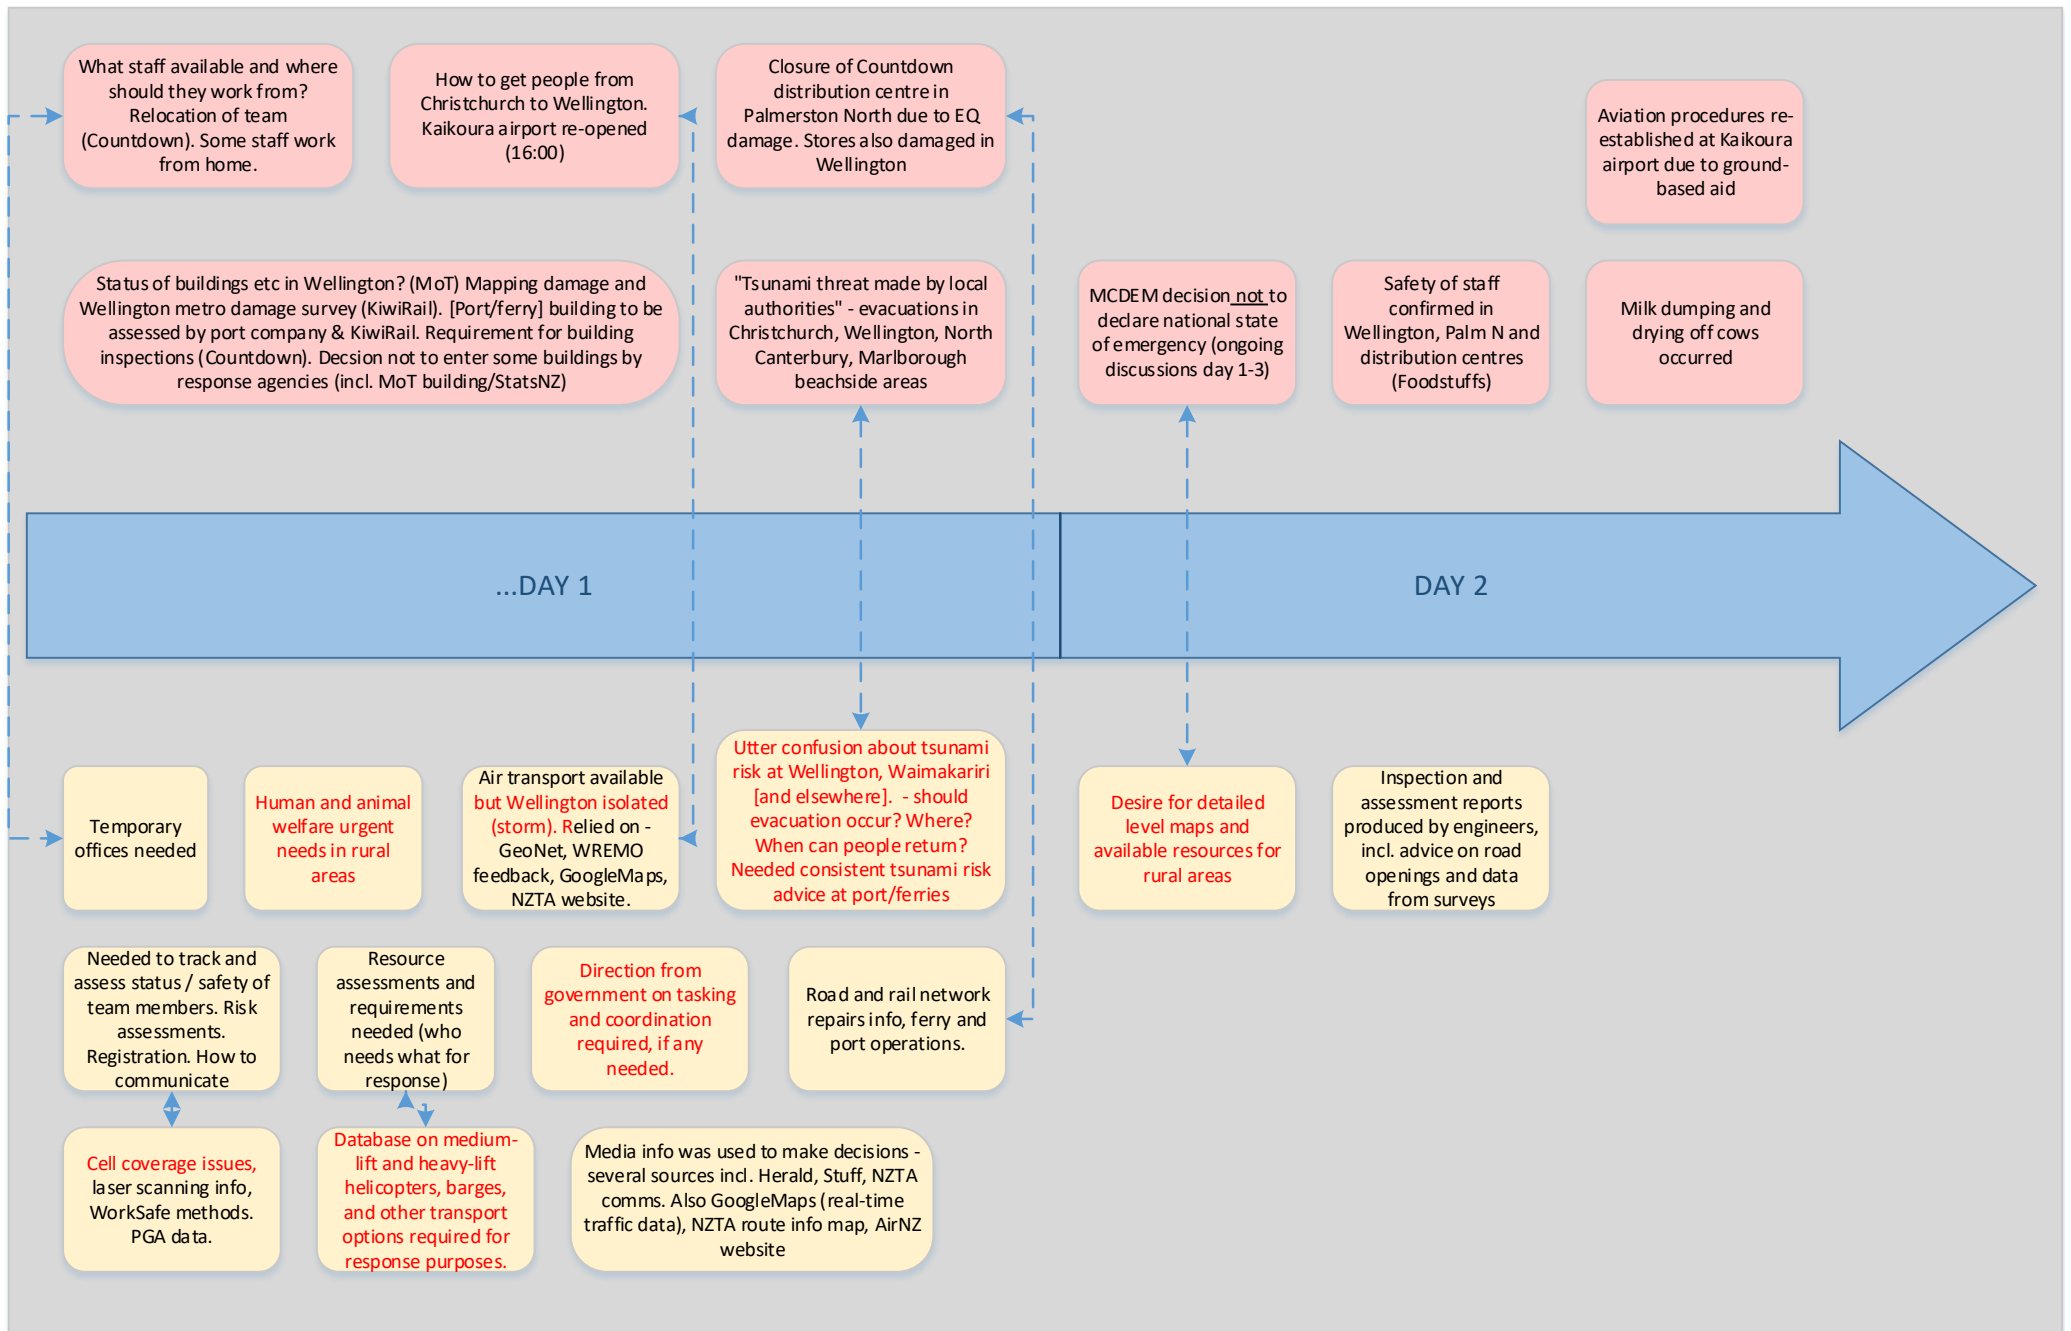 What staff available and where
should they work from?
Relocation of team
(Countdown). Some staff work
from home.
How to get people from
Christchurch to Wellington.
Kaikoura airport re-opened
(16:00)
Closure of Countdown
distribution centre in
Palmerston North due to EQ
damage. Stores also damaged in
Wellington
Aviation procedures re-
established at Kaikoura
airport due to ground-
based aid
Status of buildings etc in Wellington? (MoT) Mapping damage and
Wellington metro damage survey (KiwiRail). [Port/ferry] building to be
assessed by port company & KiwiRail. Requirement for building
inspections (Countdown). Decsion not to enter some buildings by
response agencies (incl. MoT building/StatsNZ)
"Tsunami threat made by local
authorities" - evacuations in
Christchurch, Wellington, North
Canterbury, Marlborough
beachside areas
MCDEM decision not to
declare national state
of emergency (ongoing
discussions day 1-3)
Safety of staff
confirmed in
Wellington, Palm N and
distribution centres
(Foodstuffs)
Milk dumping and
drying off cows
occurred
...DAY 1
DAY 2
Temporary
offices needed
Human and animal
welfare urgent
needs in rural
areas
Air transport available
but Wellington isolated
(storm). Relied on -
GeoNet, WREMO
feedback, GoogleMaps,
NZTA website.
Utter confusion about tsunami
risk at Wellington, Waimakariri
[and elsewhere].  - should
evacuation occur? Where?
When can people return?
Needed consistent tsunami risk
advice at port/ferries
Desire for detailed
level maps and
available resources for
rural areas
Inspection and
assessment reports
produced by engineers,
incl. advice on road
openings and data
from surveys
Needed to track and
assess status / safety of
team members. Risk
assessments.
Registration. How to
communicate
Resource
assessments and
requirements
needed (who
needs what for
response)
Direction from
government on tasking
and coordination
required, if any
needed.
Road and rail network
repairs info, ferry and
port operations.
Cell coverage issues,
laser scanning info,
WorkSafe methods.
PGA data.
Database on medium-
lift and heavy-lift
helicopters, barges,
and other transport
options required for
response purposes.
Media info was used to make decisions -
several sources incl. Herald, Stuff, NZTA
comms. Also GoogleMaps (real-time
traffic data), NZTA route info map, AirNZ
website